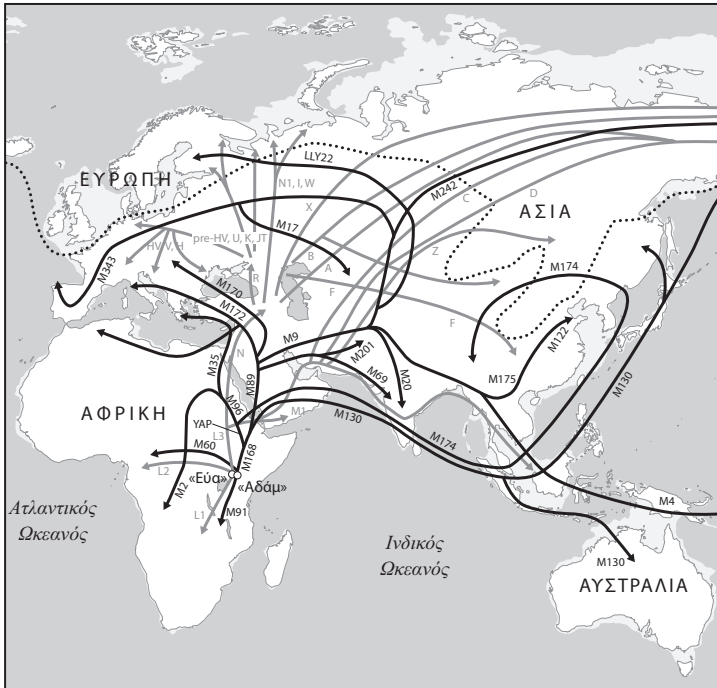 LLY22
ΕΥΡΩΠΗ
N1, I, W
M242
D
C
ΑΣΙΑ
X
M17
HV, V, H
pre-HV, U, K, JT
Z
B
A
M343
M170
R
F
M174
M172
F
M122
M9
M201
M35
N
M20
M130
M69
M175
M89
ΑΦΡΙΚΗ
M96
M1
YAP
L3
M130
M174
M60
M168
L2
«Εύα»
«Αδάμ»
M2
M4
Ατλαντικός
Ωκεανός
L1
M91
Ινδικός
Ωκεανός
M130
ΑΥΣΤΡΑΛΙΑ